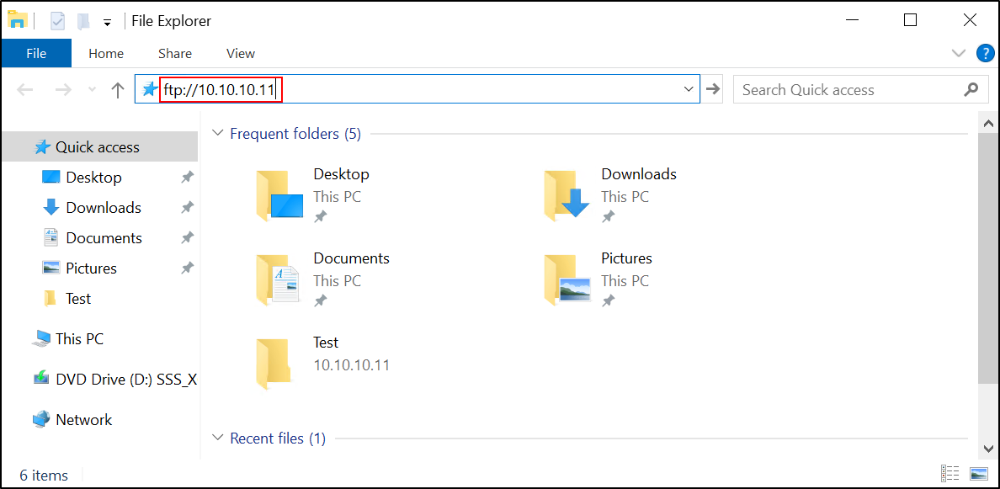 File Explorer
File Home Share View
?
ftp://10.10.10.11
Search Quick access
Quick access
Desktop
Downloads
Documents
Pictures
Test
This PC
DVD Drive (D:) SSS_X
Network
Frequent folders (5)
Desktop
This PC
Downloads
This PC
Documents
This PC
Pictures
This PC
Test
10.10.10.11
Recent files (1)
6 items